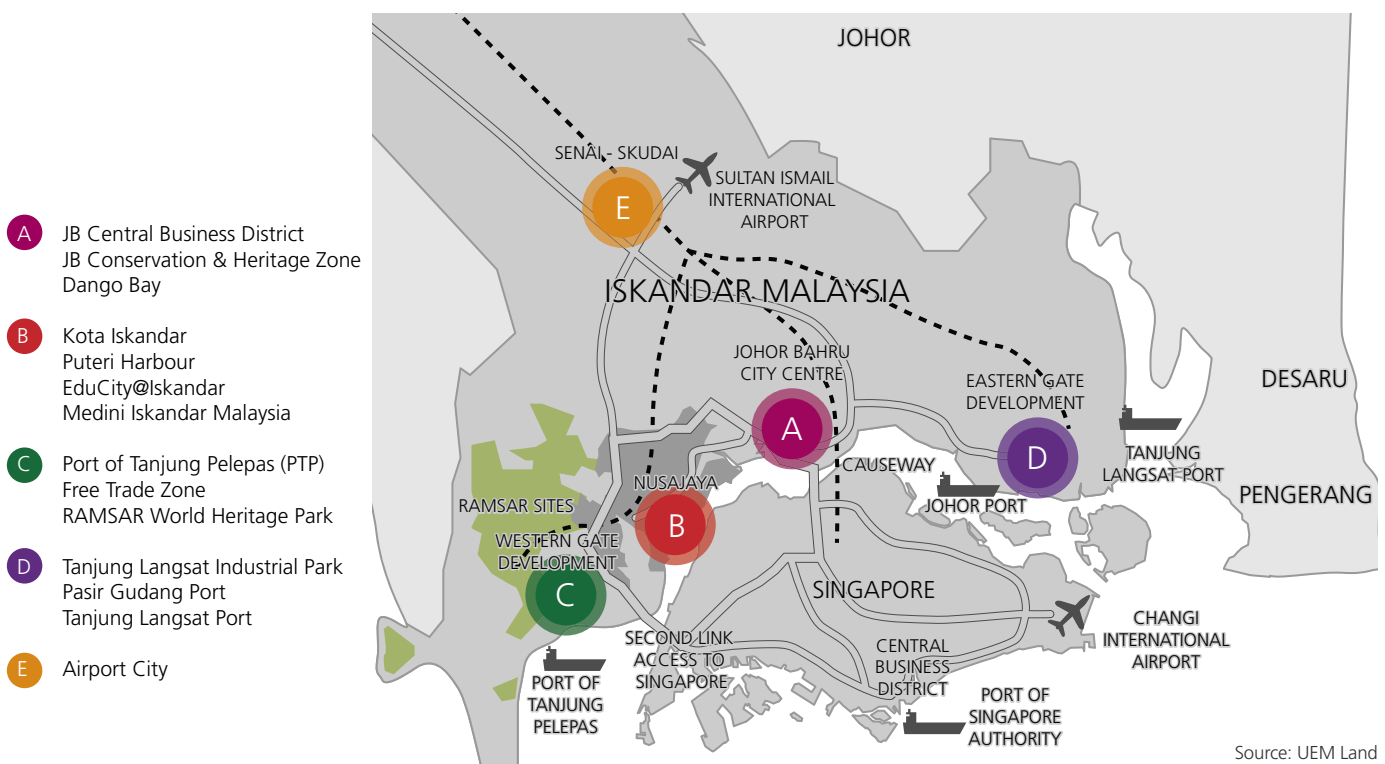 A
JB Central Business District
JB Conservation & Heritage Zone
Dango Bay
B
Kota Iskandar
Puteri Harbour
EduCity@Iskandar
Medini Iskandar Malaysia
C
Port of Tanjung Pelepas (PTP)
Free Trade Zone
RAMSAR World Heritage Park
D
Tanjung Langsat Industrial Park
Pasir Gudang Port
Tanjung Langsat Port
E
Airport City
JOHOR
SENAI - SKUDAI
E
SULTAN ISMAIL
INTERNATIONAL
AIRPORT
ISKANDAR MALAYSIA
JOHOR BAHRU
CITY CENTRE
A
EASTERN GATE
DEVELOPMENT
D
DESARU
TANJUNG
LANGSAT PORT
PENGERANG
CAUSEWAY
JOHOR PORT
NUSAJAYA
B
RAMSAR SITES
WESTERN GATE
DEVELOPMENT
C
SINGAPORE
SECOND LINK
ACCESS TO
SINGAPORE
CENTRAL
BUSINESS
DISTRICT
CHANGI
INTERNATIONAL
AIRPORT
PORT OF
TANJUNG
PELEPAS
PORT OF
SINGAPORE
AUTHORITY
Source: UEM Land